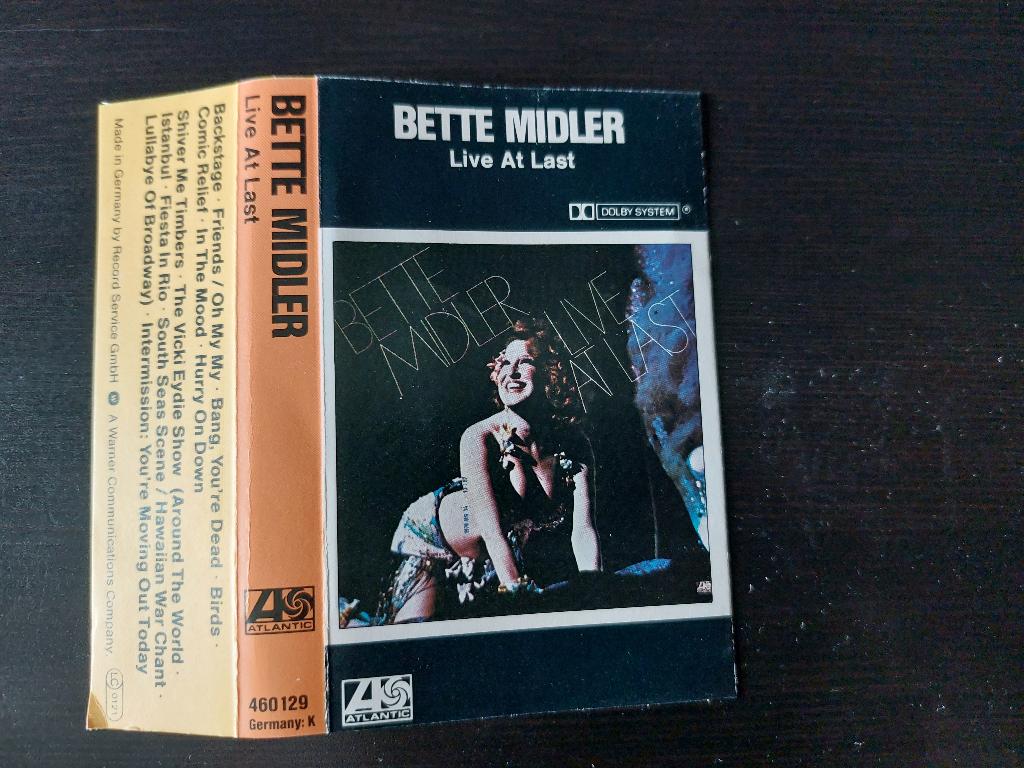 BETTE MIDLER
Live At Last
DOLBY SYSTEM ®
BETTE
MIDLER
LIVE
AT LAST
ATLANTIC
BETTE MIDLER
Live At Last
ATLANTIC
460129
Germany: K
Backstage · Friends / Oh My My · Bang, You're Dead · Birds ·
Comic Relief · In The Mood · Hurry On Down
Shiver Me Timbers · The Vicki Eydie Show (Around The World ·
Istanbul · Fiesta In Rio · South Seas Scene / Hawaiian War Chant ·
Lullabye Of Broadway) · Intermission: You're Moving Out Today
Made in Germany by Record Service GmbH A Warner Communications Company. LC 0121